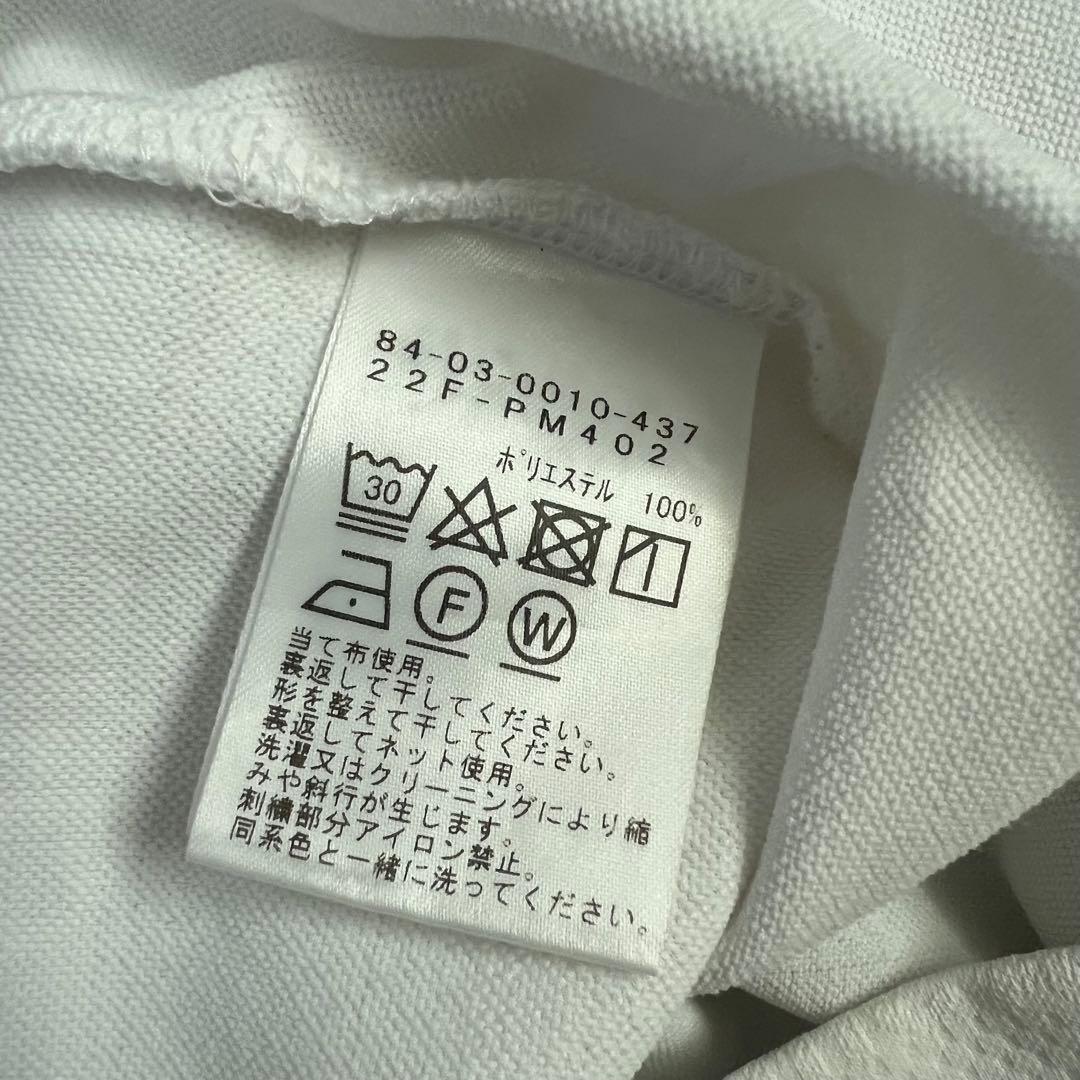 84-03-0010-437
22F-PM402
ﾎﾟﾘｴｽﾃﾙ 100%
30
F W
当て布使用。
裏返して干してください。
形を整えて干してください。
裏返してネット使用。
洗濯又はクリーニングにより縮
みや斜行が生じます。
刺繍部分アイロン禁止。
同系色と一緒に洗ってください。